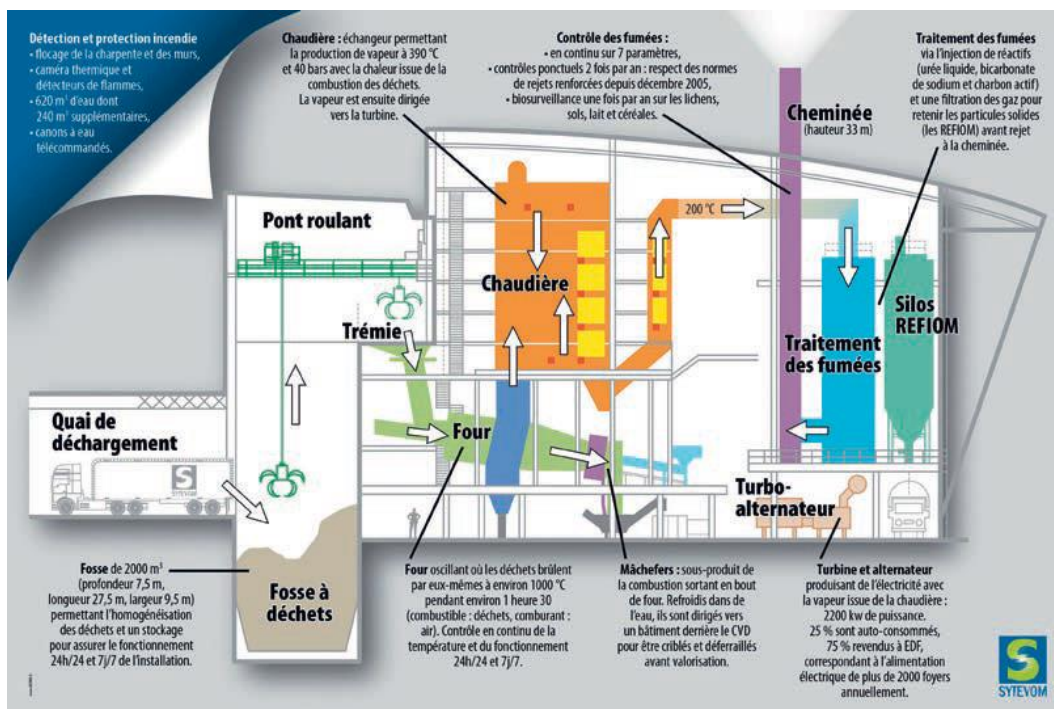 Détection et protection incendie
• flocage de la charpente et des murs,
• caméra thermique et
détecteurs de flammes,
• 620 m³ d'eau dont
240 m³ supplémentaires,
• canons à eau
télécommandés.
Chaudière : échangeur permettant
la production de vapeur à 390 °C
et 40 bars avec la chaleur issue de la
combustion des déchets.
La vapeur est ensuite dirigée
vers la turbine.
Contrôle des fumées :
• en continu sur 7 paramètres,
• contrôles ponctuels 2 fois par an : respect des normes
de rejets renforcées depuis décembre 2005,
• biosurveillance une fois par an sur les lichens,
sols, lait et céréales.
Cheminée
(hauteur 33 m)
Traitement des fumées
via l'injection de réactifs
(urée liquide, bicarbonate
de sodium et charbon actif)
et une filtration des gaz pour
retenir les particules solides
(les REFIOM) avant rejet
à la cheminée.
Pont roulant
200 °C
Chaudière
Trémie
Silos
REFIOM
Traitement
des fumées
Quai de
déchargement
Four
S
SYTEVOM
Turbo-
alternateur
Fosse à
déchets
Fosse de 2000 m³
(profondeur 7,5 m,
longueur 27,5 m, largeur 9,5 m)
permettant l'homogénéisation
des déchets et un stockage
pour assurer le fonctionnement
24h/24 et 7j/7 de l'installation.
Four oscillant où les déchets brûlent
par eux-mêmes à environ 1000 °C
pendant environ 1 heure 30
(combustible : déchets, comburant :
air). Contrôle en continu de la
température et du fonctionnement
24h/24 et 7j/7.
Mâchefers : sous-produit de
la combustion sortant en bout
de four. Refroidis dans de
l'eau, ils sont dirigés vers
un bâtiment derrière le CVD
pour être criblés et déferraillés
avant valorisation.
Turbine et alternateur
produisant de l'électricité avec
la vapeur issue de la chaudière :
2200 kw de puissance.
25 % sont auto-consommés,
75 % revendus à EDF,
correspondant à l'alimentation
électrique de plus de 2000 foyers
annuellement.
S
SYTEVOM